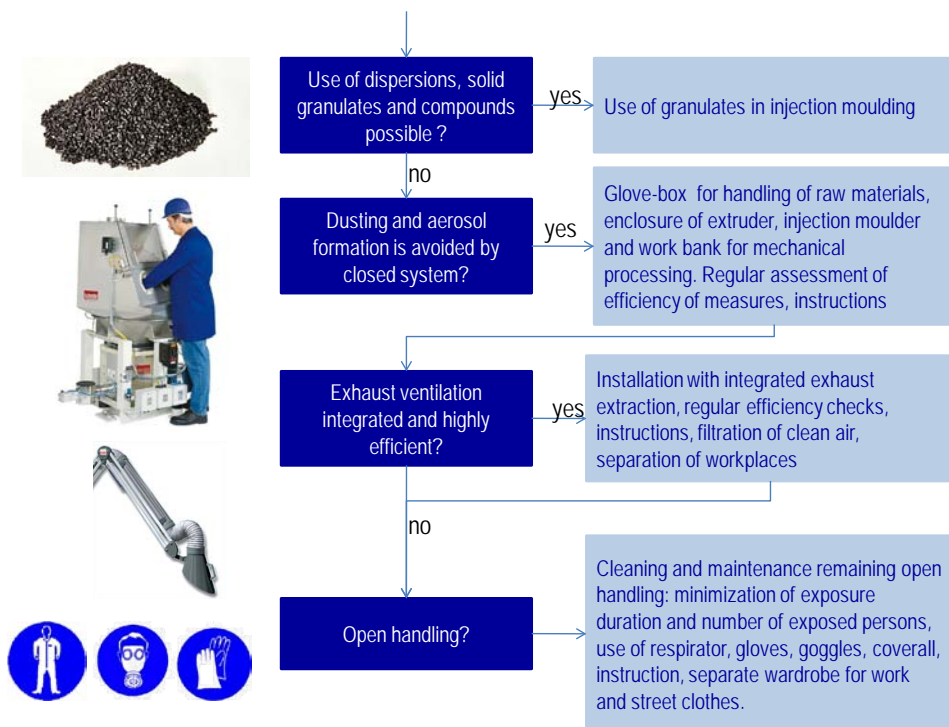 Use of dispersions, solid
granulates and compounds
possible ?
yes
Use of granulates in injection moulding
no
Dusting and aerosol
formation is avoided by
closed system?
yes
Glove-box for handling of raw materials,
enclosure of extruder, injection moulder
and work bank for mechanical
processing. Regular assessment of
efficiency of measures, instructions
Exhaust ventilation
integrated and highly
efficient?
yes
Installation with integrated exhaust
extraction, regular efficiency checks,
instructions, filtration of clean air,
separation of workplaces
no
Open handling?
Cleaning and maintenance remaining open
handling: minimization of exposure
duration and number of exposed persons,
use of respirator, gloves, goggles, coverall,
instruction, separate wardrobe for work
and street clothes.